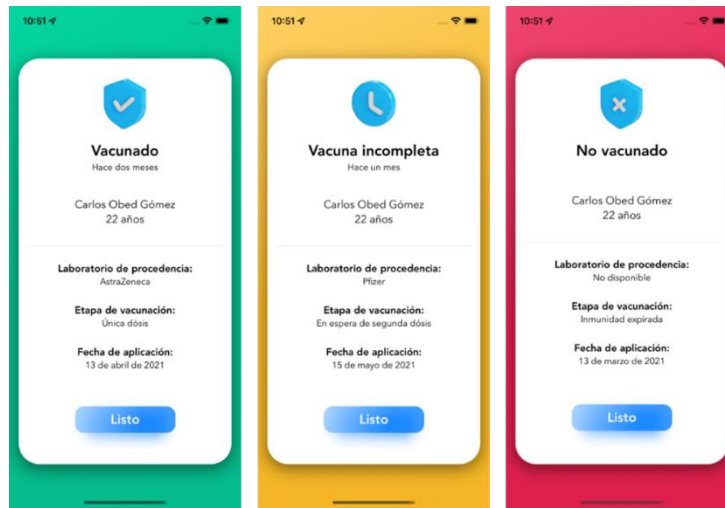 10:51
Vacunado
Hace dos meses
Carlos Obed Gómez
22 años
Laboratorio de procedencia:
AstraZeneca
Etapa de vacunación:
Única dósis
Fecha de aplicación:
13 de abril de 2021
Listo
10:51
Vacuna incompleta
Hace un mes
Carlos Obed Gómez
22 años
Laboratorio de procedencia:
Pfizer
Etapa de vacunación:
En espera de segunda dósis
Fecha de aplicación:
15 de mayo de 2021
Listo
10:51
No vacunado
Carlos Obed Gómez
22 años
Laboratorio de procedencia:
No disponible
Etapa de vacunación:
Inmunidad expirada
Fecha de aplicación:
13 de marzo de 2021
Listo